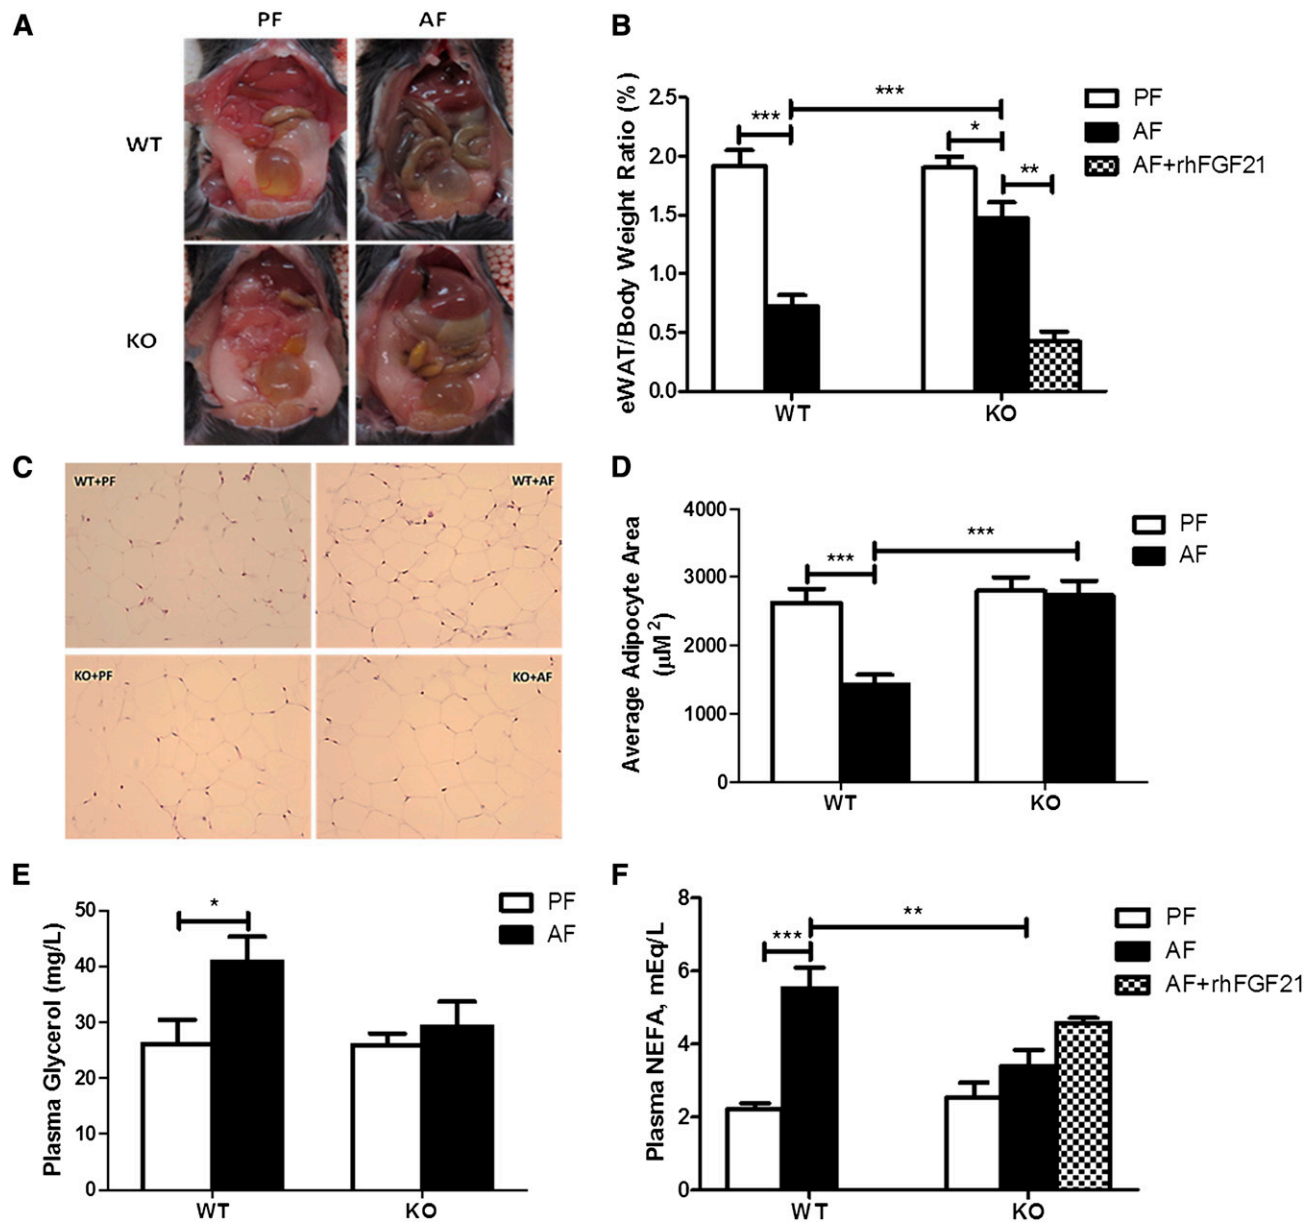 A
PF
AF
WT
KO
B
eWAT/Body Weight Ratio (%)
2.5
2.0
1.5
1.0
0.5
0.0
***
***
*
**
WT
KO
PF
AF
AF+rhFGF21
C
WT+PF
WT+AF
KO+PF
KO+AF
D
Average Adipocyte Area
(μM2)
4000
3000
2000
1000
0
***
***
WT
KO
PF
AF
E
Plasma Glycerol (mg/L)
50
40
30
20
10
0
*
WT
KO
PF
AF
F
Plasma NEFA, mEq/L
8
6
4
2
0
***
**
WT
KO
PF
AF
AF+rhFGF21